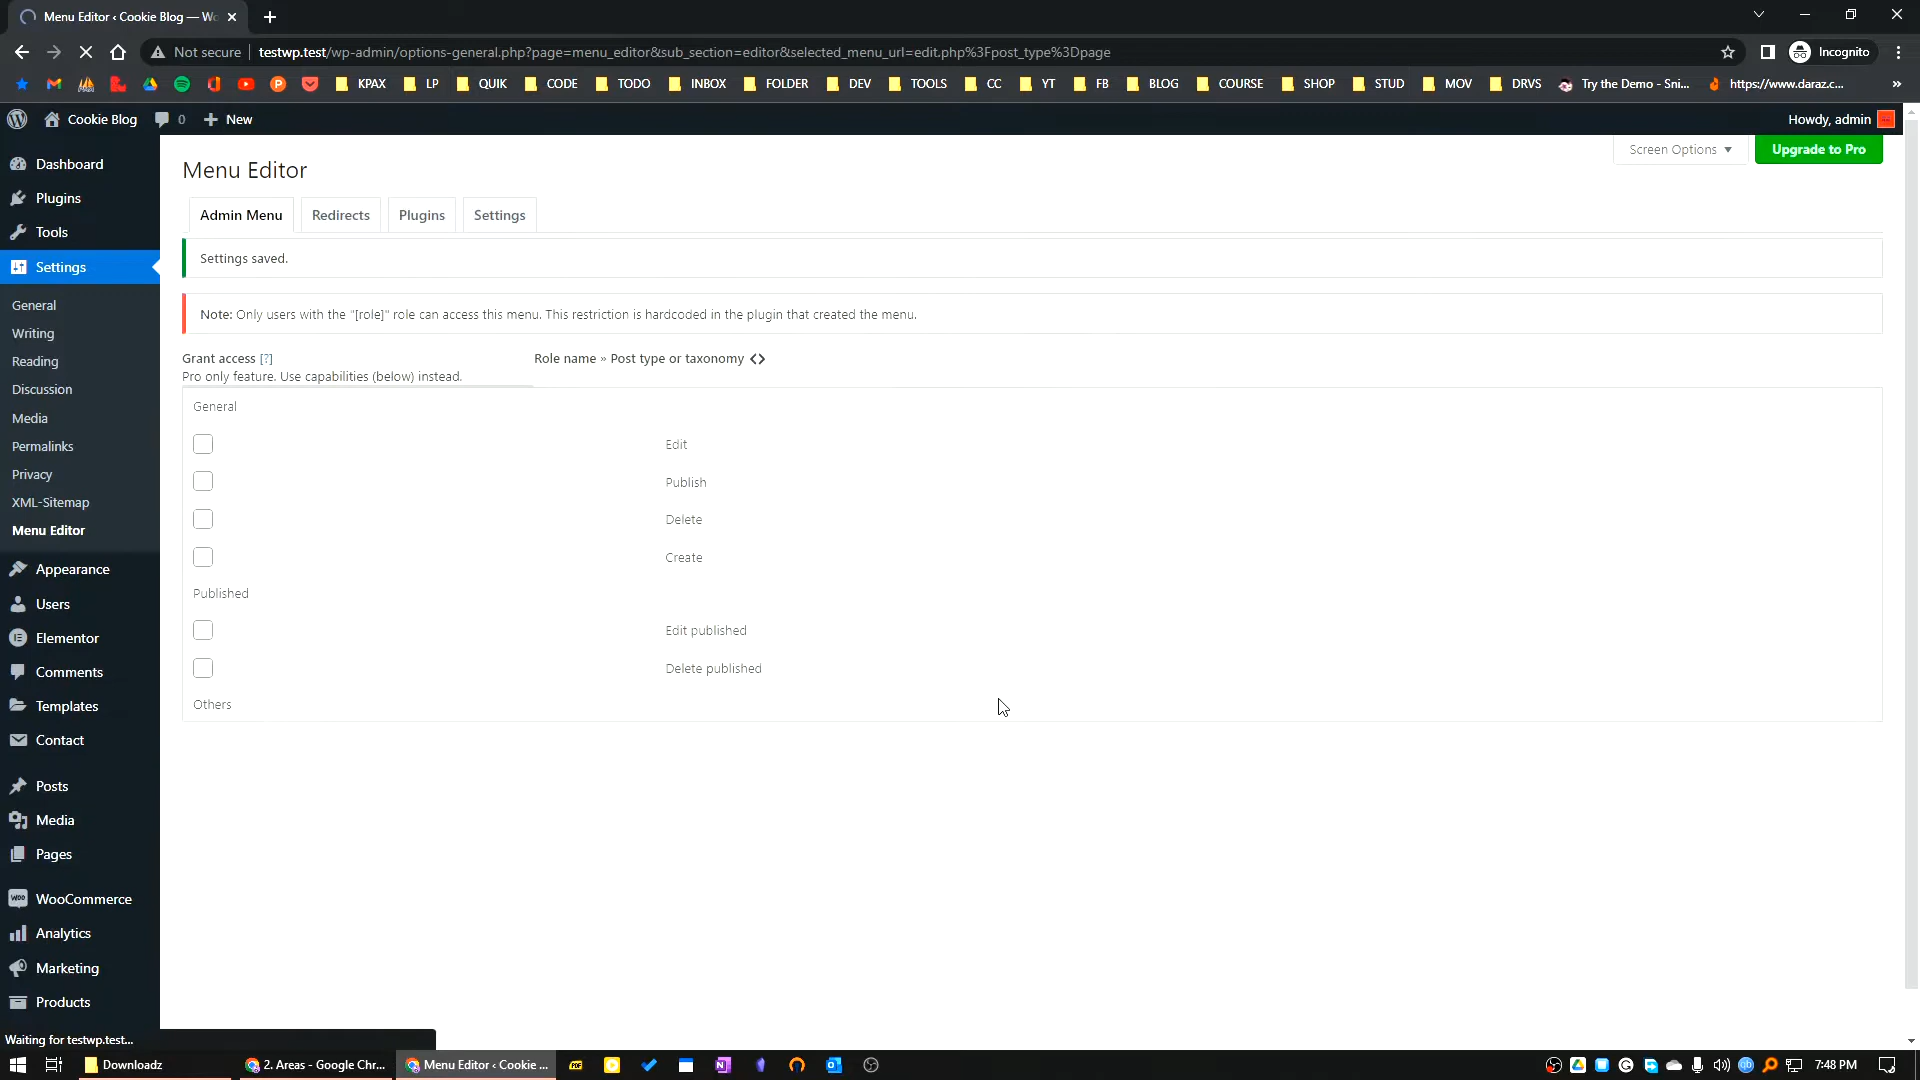 Menu Editor ‹ Cookie Blog — Wo
Not secure
testwp.test/wp-admin/options-general.php?page=menu_editor&sub_section=editor&selected_menu_url=edit.php%3Fpost_type%3Dpage
Incognito
KPAX LP QUIK CODE TODO INBOX FOLDER DEV TOOLS CC YT FB BLOG COURSE SHOP STUD MOV DRVS Try the Demo - Sni... https://www.daraz.c... »
Cookie Blog 0 New
Howdy, admin
Dashboard
Plugins
Tools
Settings
General
Writing
Reading
Discussion
Media
Permalinks
Privacy
XML-Sitemap
Menu Editor
Appearance
Users
Elementor
Comments
Templates
Contact
Posts
Media
Pages
WooCommerce
Analytics
Marketing
Products
Waiting for testwp.test...
Screen Options ▼
Upgrade to Pro
Menu Editor
Admin Menu Redirects Plugins Settings
Settings saved.
Note: Only users with the "[role]" role can access this menu. This restriction is hardcoded in the plugin that created the menu.
Grant access [?]
Pro only feature. Use capabilities (below) instead.
Role name » Post type or taxonomy <>
General
Edit
Publish
Delete
Create
Published
Edit published
Delete published
Others
Downloadz
2. Areas - Google Chr...
Menu Editor ‹ Cookie ...
7:48 PM